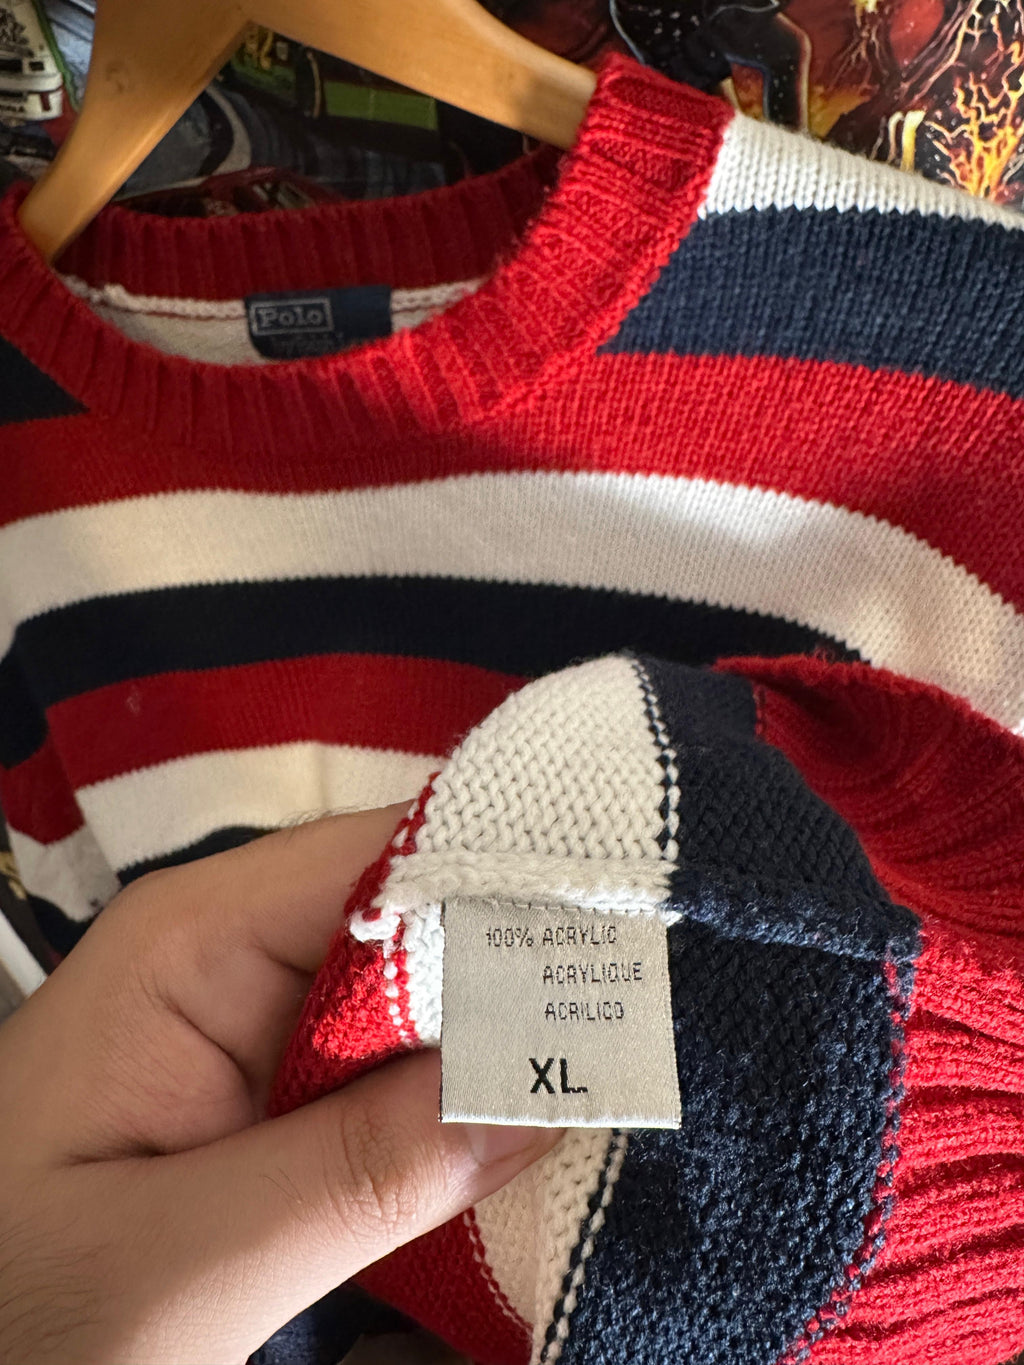 Polo
100% ACRYLIC
ACRYLIQUE
ACRILICO
XL